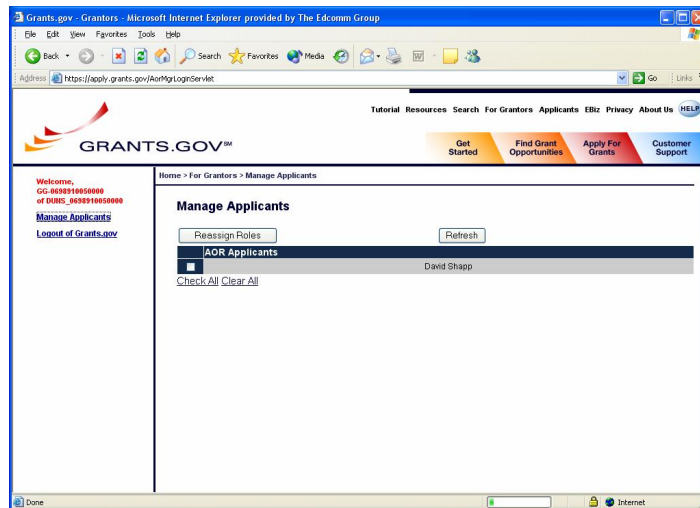 Grants.gov - Grantors - Microsoft Internet Explorer provided by The Edcomm Group
File Edit View Favorites Tools Help
Back Search Favorites Media
Address https://apply.grants.gov/AorMgrLoginServlet Go Links
Tutorial Resources Search For Grantors Applicants EBiz Privacy About Us HELP
GRANTS.GOV℠
Get Started
Find Grant Opportunities
Apply For Grants
Customer Support
Home > For Grantors > Manage Applicants
Welcome,
GG-0698910050000
of DUNS_0698910050000
Manage Applicants
Logout of Grants.gov
Manage Applicants
Reassign Roles Refresh
AOR Applicants
David Shapp
Check All Clear All
Done Internet